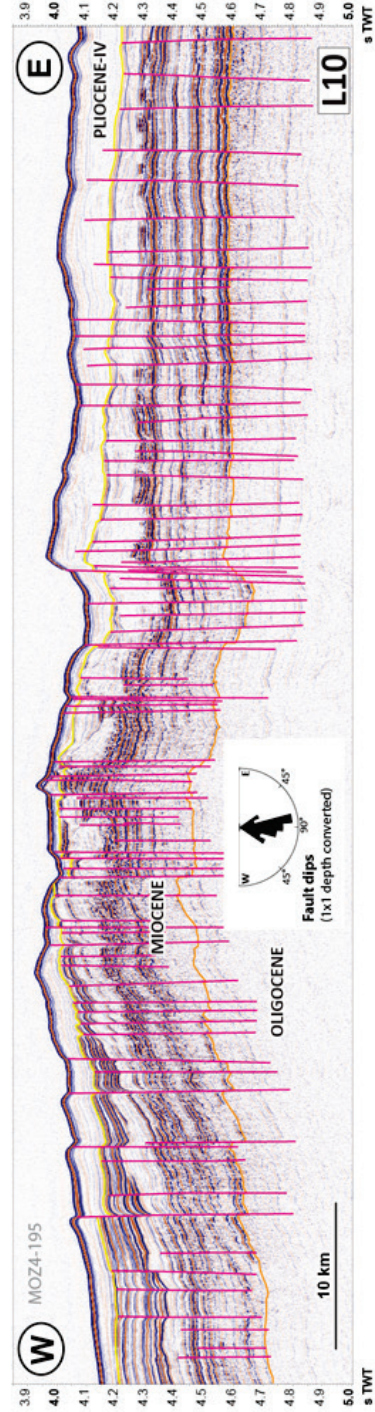 W
MOZ4-195
E
PLIOCENE-IV
L10
MIOCENE
OLIGOCENE
10 km
W
E
45°
45°
90°
Fault dips
(1x1 depth converted)
3.9
4.0
4.1
4.2
4.3
4.4
4.5
4.6
4.7
4.8
4.9
5.0
s TWT
3.9
4.0
4.1
4.2
4.3
4.4
4.5
4.6
4.7
4.8
4.9
5.0
s TWT